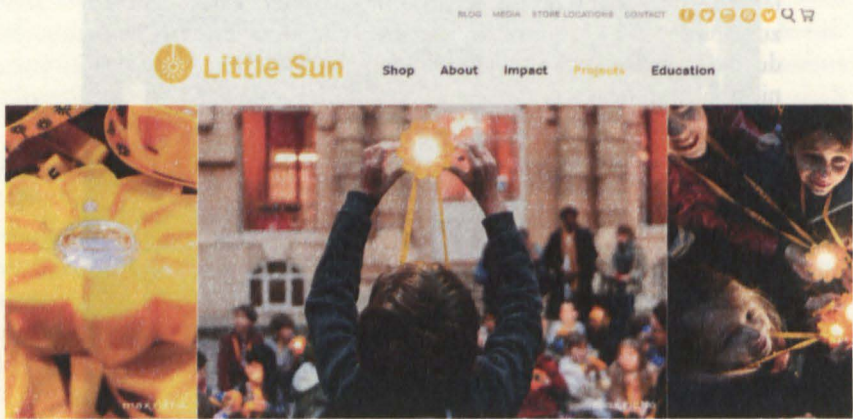 BLOG MEDIA STORE LOCATIONS CONTACT
Little Sun
Shop About Impact Projects Education